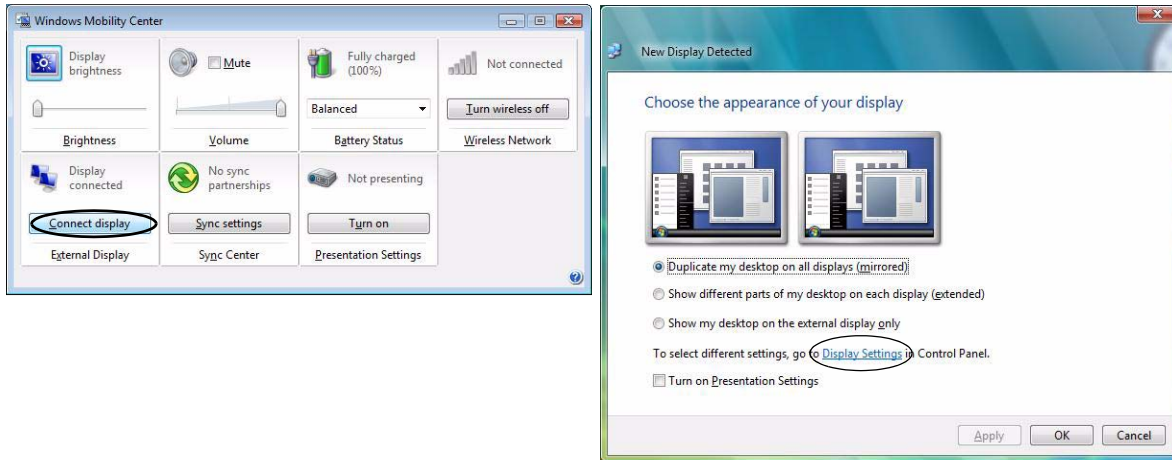 Windows Mobility Center
Display
brightness
Brightness
Mute
Volume
Fully charged
(100%)
Balanced
Battery Status
Not connected
Turn wireless off
Wireless Network
Display
connected
Connect display
External Display
No sync
partnerships
Sync settings
Sync Center
Not presenting
Turn on
Presentation Settings
New Display Detected
Choose the appearance of your display
Duplicate my desktop on all displays (mirrored)
Show different parts of my desktop on each display (extended)
Show my desktop on the external display only
To select different settings, go to Display Settings in Control Panel.
Turn on Presentation Settings
Apply OK Cancel